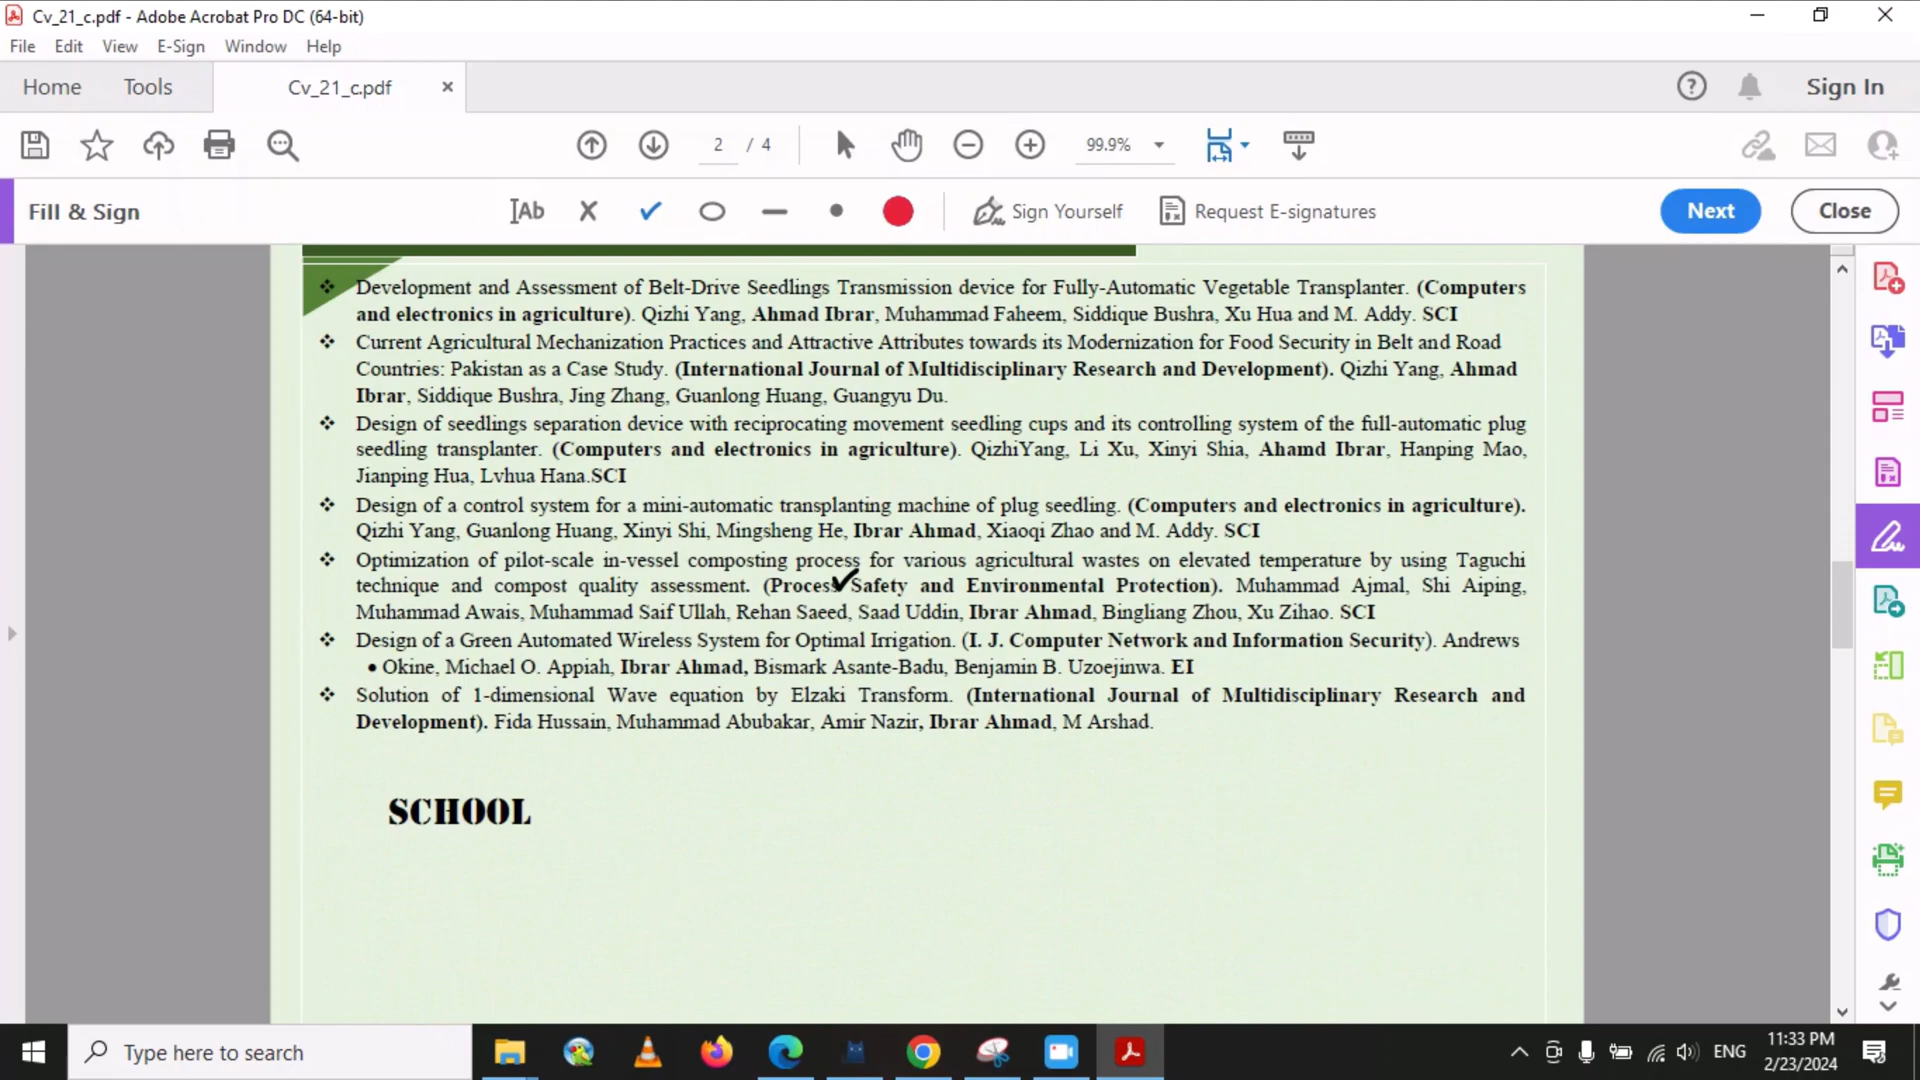 Cv_21_c.pdf - Adobe Acrobat Pro DC (64-bit)
File Edit View E-Sign Window Help
Home Tools Cv_21_c.pdf × Sign In
2 / 4 99.9%
Fill & Sign Ab Sign Yourself Request E-signatures Next Close
❖ Development and Assessment of Belt-Drive Seedlings Transmission device for Fully-Automatic Vegetable Transplanter. (Computers
and electronics in agriculture). Qizhi Yang, Ahmad Ibrar, Muhammad Faheem, Siddique Bushra, Xu Hua and M. Addy. SCI
❖ Current Agricultural Mechanization Practices and Attractive Attributes towards its Modernization for Food Security in Belt and Road
Countries: Pakistan as a Case Study. (International Journal of Multidisciplinary Research and Development). Qizhi Yang, Ahmad
Ibrar, Siddique Bushra, Jing Zhang, Guanlong Huang, Guangyu Du.
❖ Design of seedlings separation device with reciprocating movement seedling cups and its controlling system of the full-automatic plug
seedling transplanter. (Computers and electronics in agriculture). QizhiYang, Li Xu, Xinyi Shia, Ahamd Ibrar, Hanping Mao,
Jianping Hua, Lvhua Hana.SCI
❖ Design of a control system for a mini-automatic transplanting machine of plug seedling. (Computers and electronics in agriculture).
Qizhi Yang, Guanlong Huang, Xinyi Shi, Mingsheng He, Ibrar Ahmad, Xiaoqi Zhao and M. Addy. SCI
❖ Optimization of pilot-scale in-vessel composting process for various agricultural wastes on elevated temperature by using Taguchi
technique and compost quality assessment. (Process Safety and Environmental Protection). Muhammad Ajmal, Shi Aiping,
Muhammad Awais, Muhammad Saif Ullah, Rehan Saeed, Saad Uddin, Ibrar Ahmad, Bingliang Zhou, Xu Zihao. SCI
❖ Design of a Green Automated Wireless System for Optimal Irrigation. (I. J. Computer Network and Information Security). Andrews
• Okine, Michael O. Appiah, Ibrar Ahmad, Bismark Asante-Badu, Benjamin B. Uzoejinwa. EI
❖ Solution of 1-dimensional Wave equation by Elzaki Transform. (International Journal of Multidisciplinary Research and
Development). Fida Hussain, Muhammad Abubakar, Amir Nazir, Ibrar Ahmad, M Arshad.
SCHOOL
Type here to search ENG 11:33 PM
2/23/2024